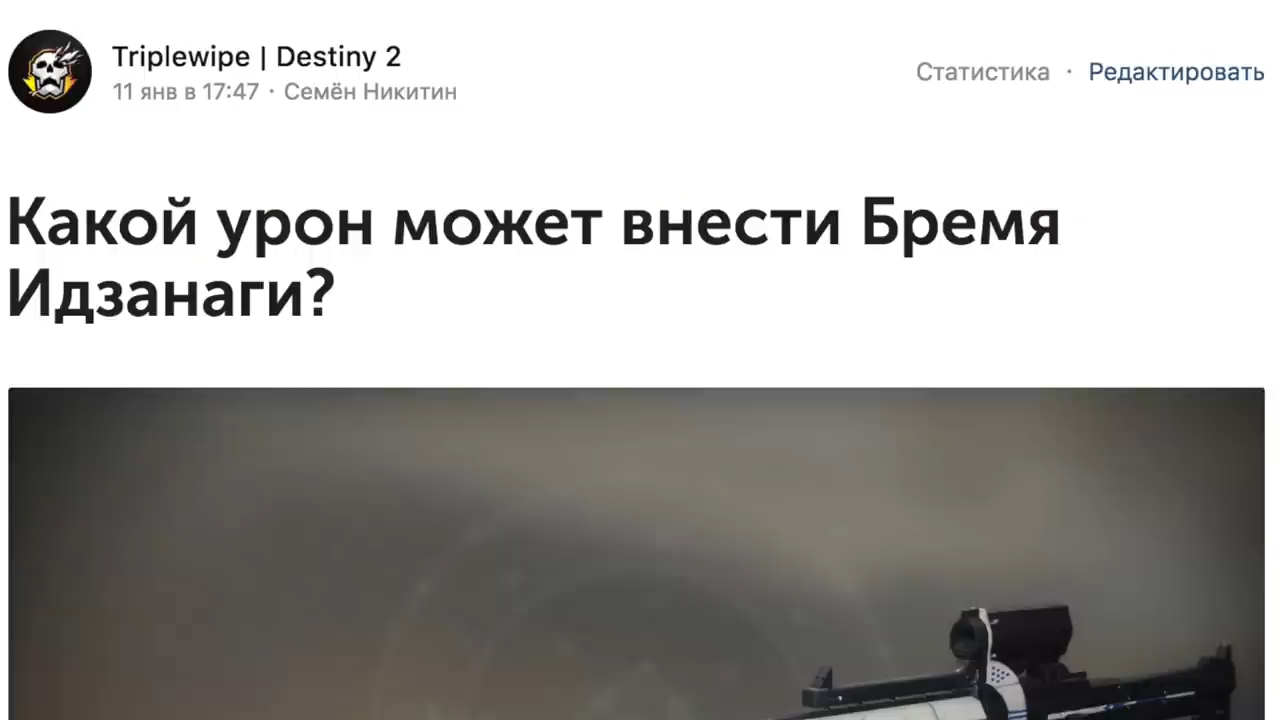 Triplewipe | Destiny 2
11 янв в 17:47 · Семён Никитин
Статистика · Редактировать
Какой урон может внести Бремя
Идзанаги?